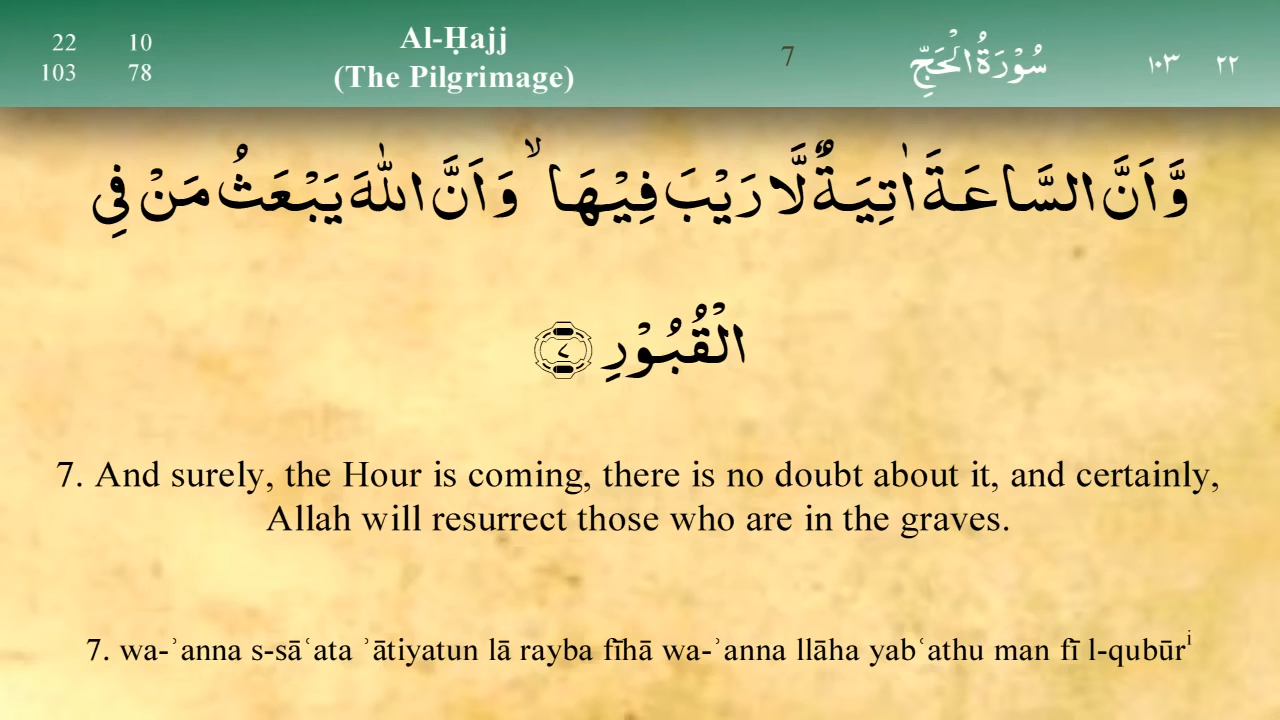 22 10 Al-Ḥajj 7 سُوْرَةُ الْحَجِّ ١٠٣ ٢٢
103 78 (The Pilgrimage)
وَّ اَنَّ السَّاعَةَ اٰتِيَةٌ لَّا رَيْبَ فِيْهَا ۙ وَ اَنَّ اللّٰهَ يَبْعَثُ مَنْ فِي
الْقُبُوْرِ ۝٧
7. And surely, the Hour is coming, there is no doubt about it, and certainly,
Allah will resurrect those who are in the graves.
7. wa-ʾanna s-sāʿata ʾātiyatun lā rayba fīhā wa-ʾanna llāha yabʿathu man fī l-qubūrⁱ